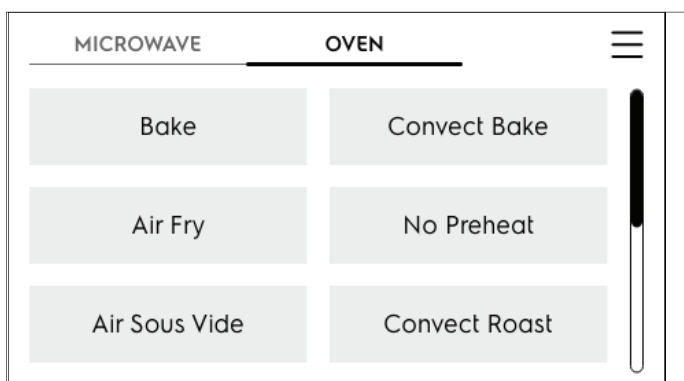 MICROWAVE OVEN
Bake Convect Bake
Air Fry No Preheat
Air Sous Vide Convect Roast